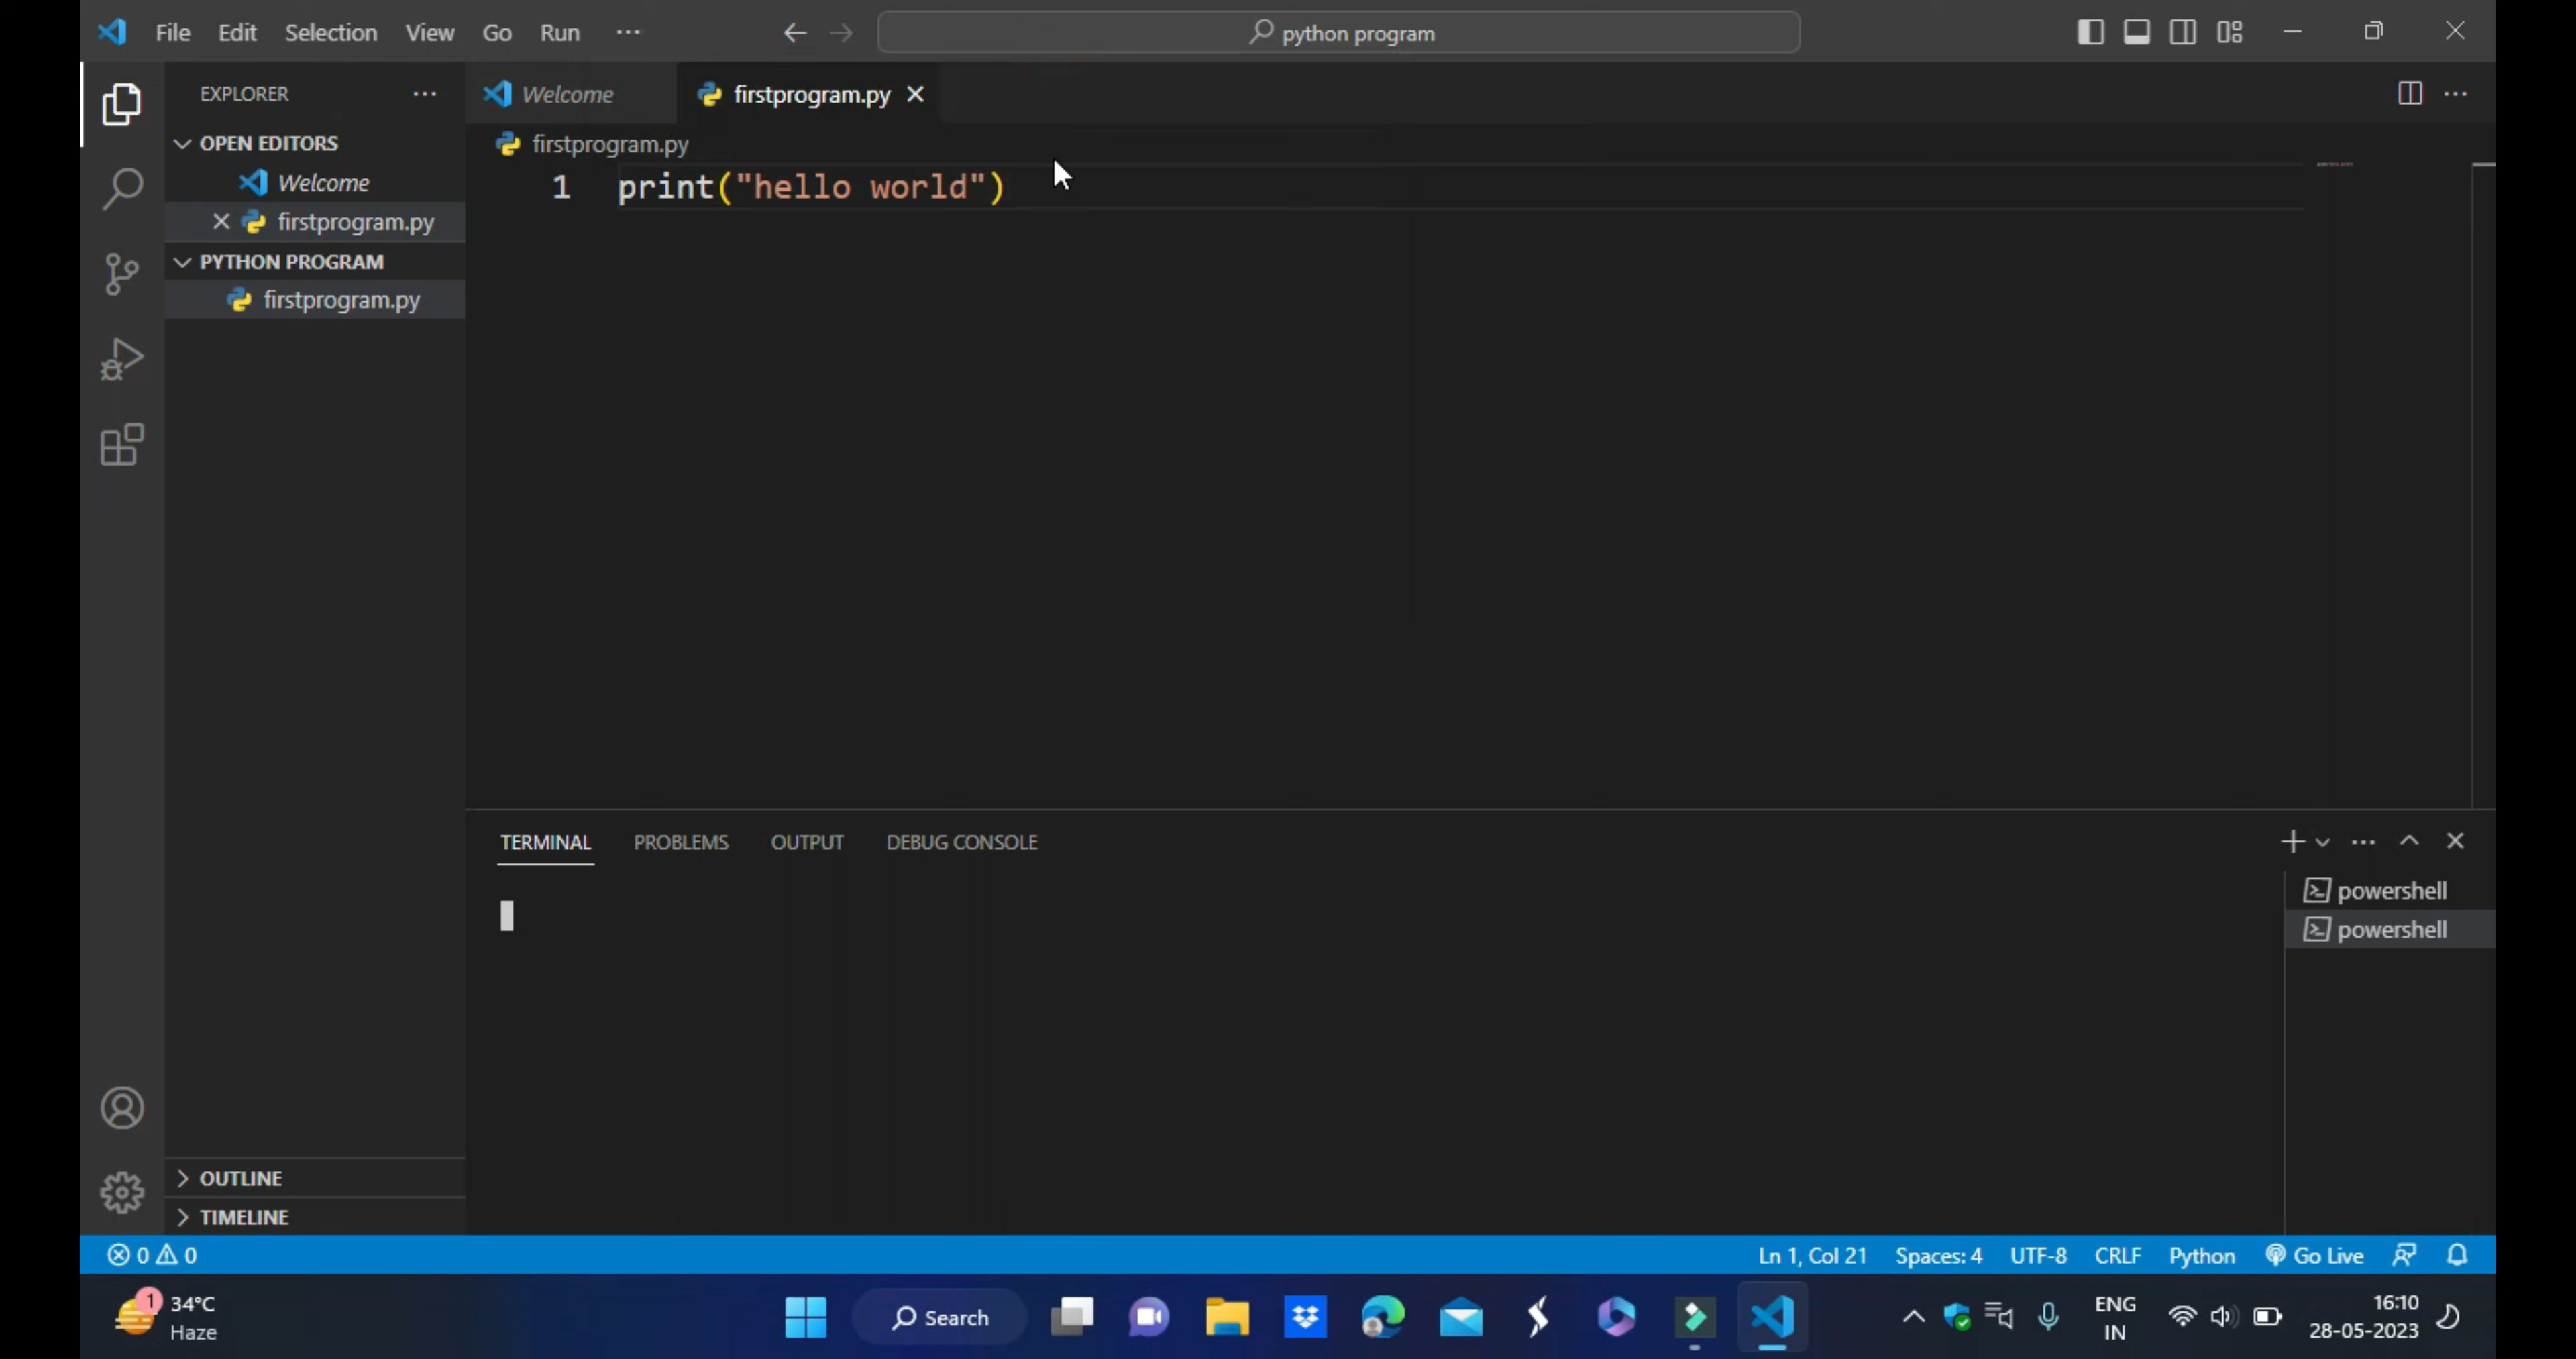 File Edit Selection View Go Run ··· python program
EXPLORER ···
Welcome firstprogram.py
OPEN EDITORS
Welcome
firstprogram.py
PYTHON PROGRAM
firstprogram.py
firstprogram.py
1 print("hello world")
TERMINAL PROBLEMS OUTPUT DEBUG CONSOLE
powershell
powershell
OUTLINE
TIMELINE
0 0 Ln 1, Col 21 Spaces: 4 UTF-8 CRLF Python Go Live
1 34°C
Haze
Search
ENG
IN
16:10
28-05-2023